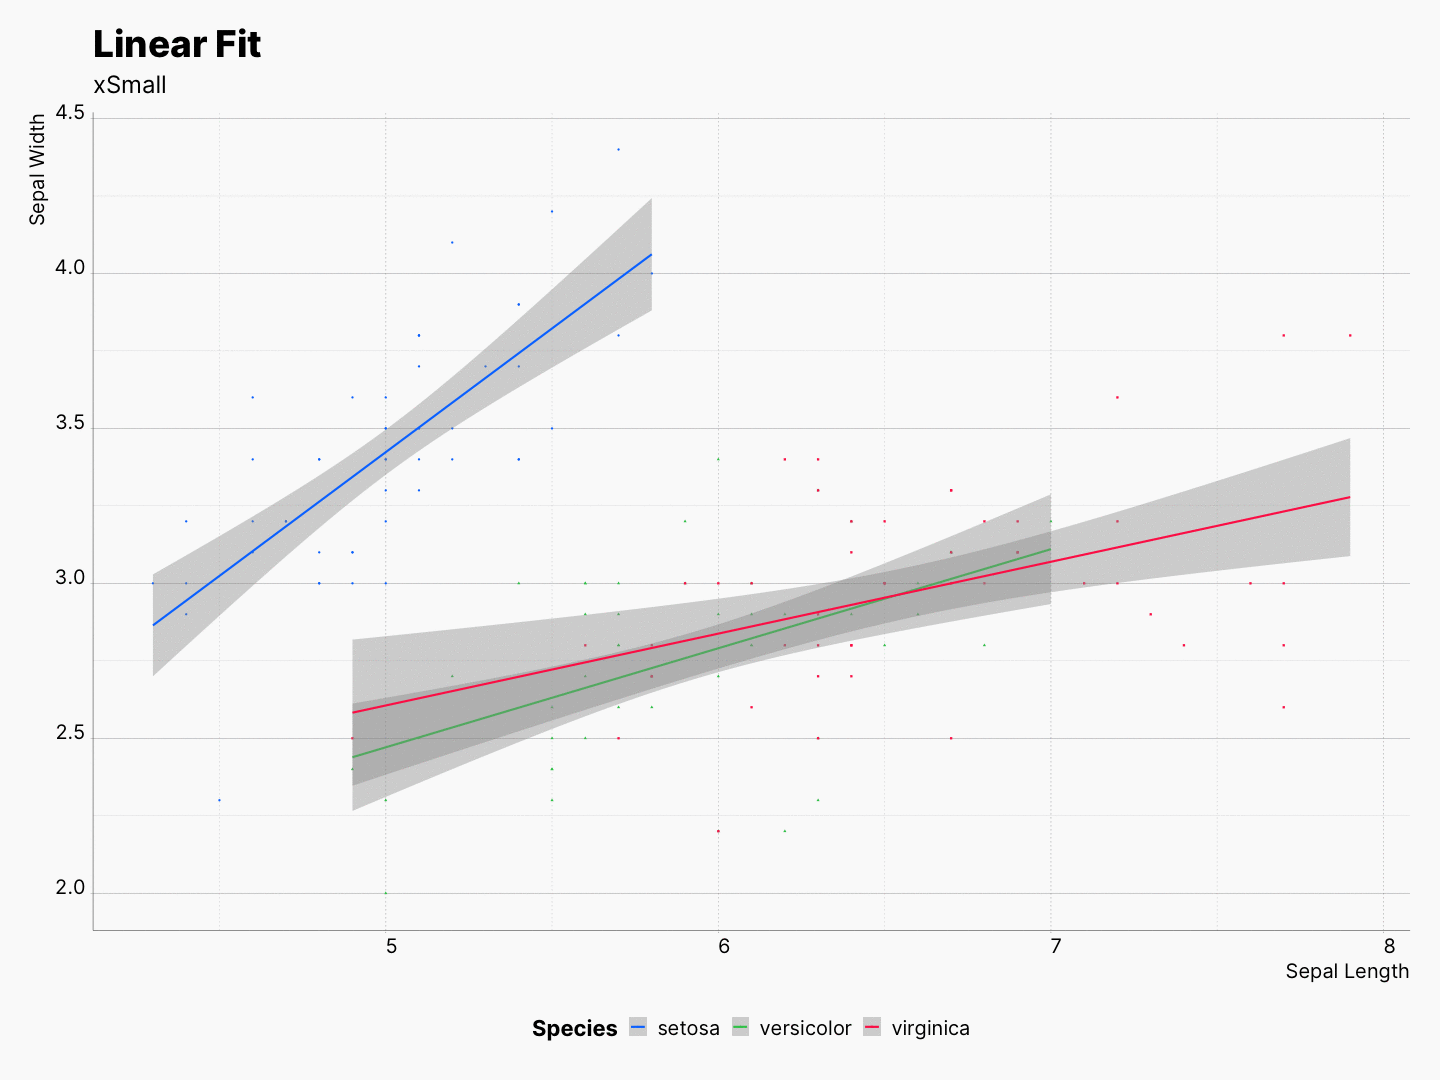 Linear Fit
xSmall
Sepal Width
4.5
4.0
3.5
3.0
2.5
2.0
5 6 7 8
Sepal Length
Species setosa versicolor virginica